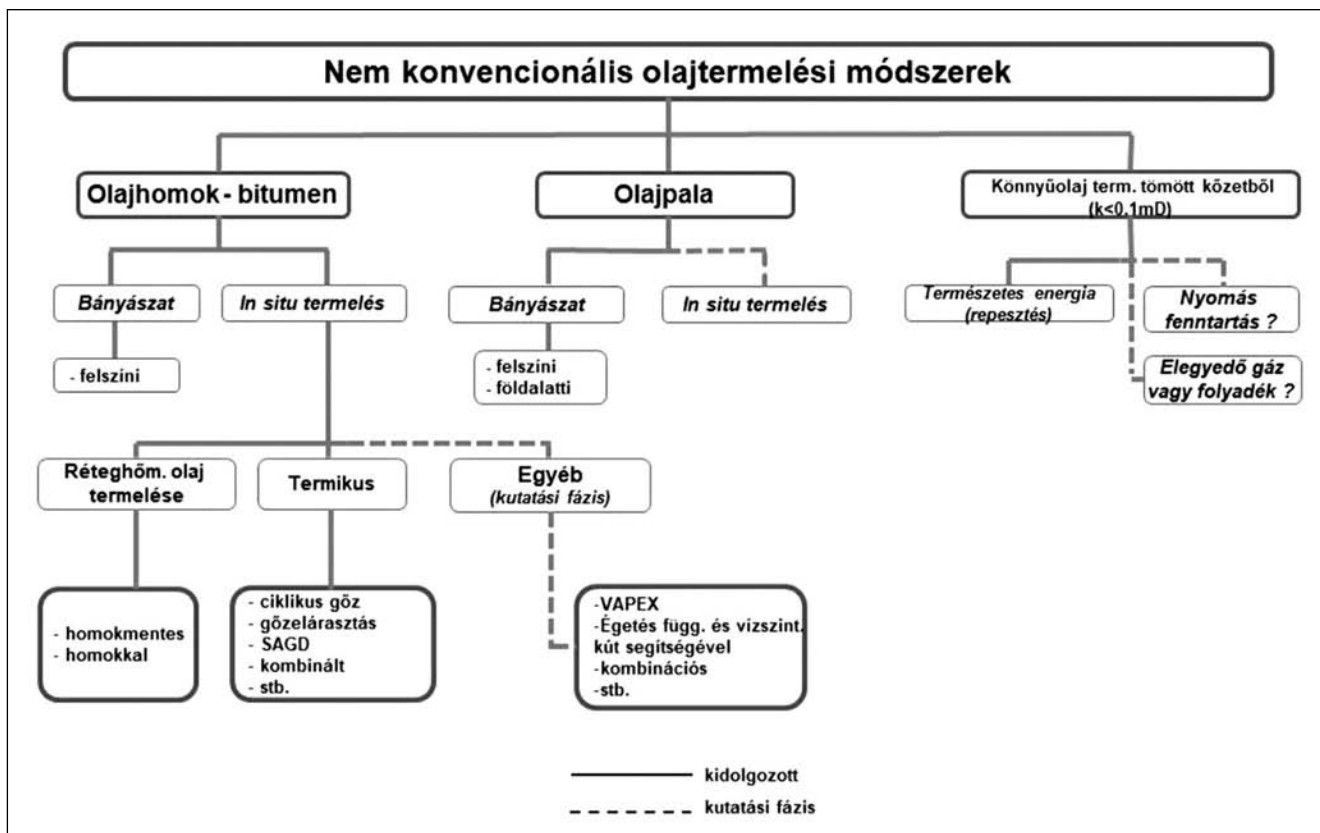 Nem konvencionális olajtermelési módszerek
Olajhomok - bitumen
Olajpala
Könnyűolaj term. tömött kőzetből
(k<0.1mD)
Bányászat
In situ termelés
Bányászat
In situ termelés
Természetes energia
(repesztés)
Nyomás
fenntartás ?
- felszíni
- felszíni
- földalatti
Elegyedő gáz
vagy folyadék ?
Réteghőm. olaj
termelése
Termikus
Egyéb
(kutatási fázis)
- homokmentes
- homokkal
- ciklikus gőz
- gőzelárasztás
- SAGD
- kombinált
- stb.
-VAPEX
-Égetés függ. és vízszint.
kút segítségével
-kombinációs
-stb.
kidolgozott
kutatási fázis